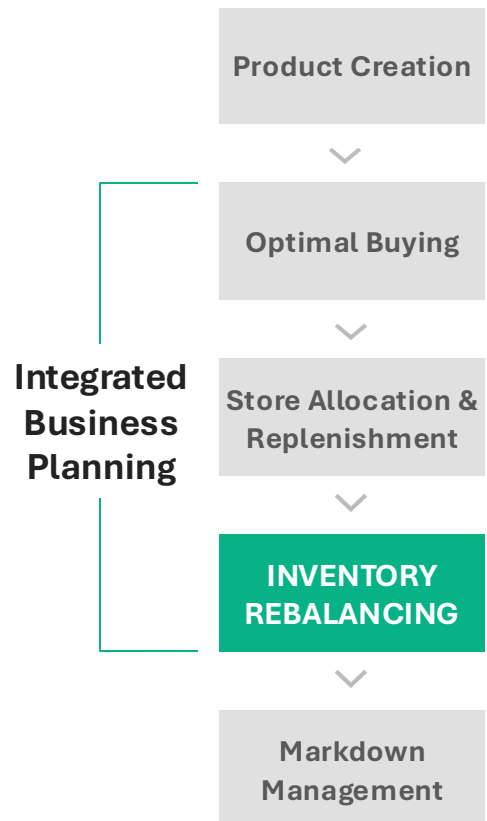 Product Creation
Optimal Buying
Integrated
Business
Planning
Store Allocation &
Replenishment
INVENTORY
REBALANCING
Markdown
Management